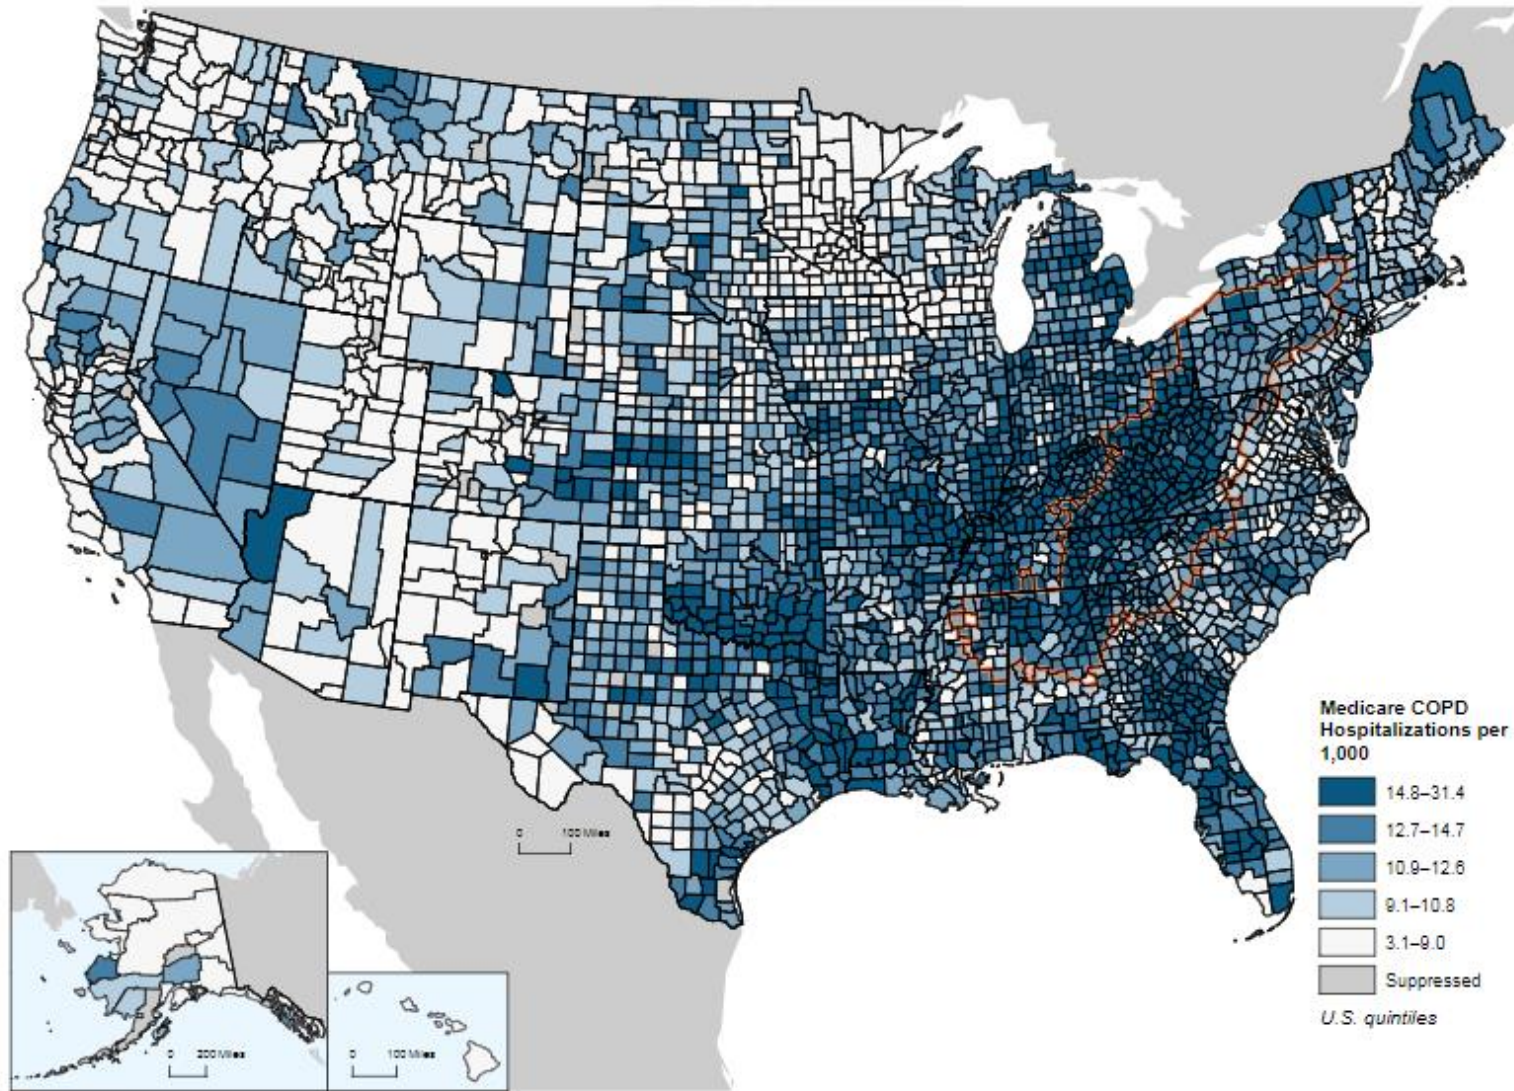 Medicare COPD
Hospitalizations per
1,000
14.8–31.4
12.7–14.7
10.9–12.6
9.1–10.8
3.1–9.0
Suppressed
U.S. quintiles
0 100 Miles
0 200 Miles
0 100 Miles